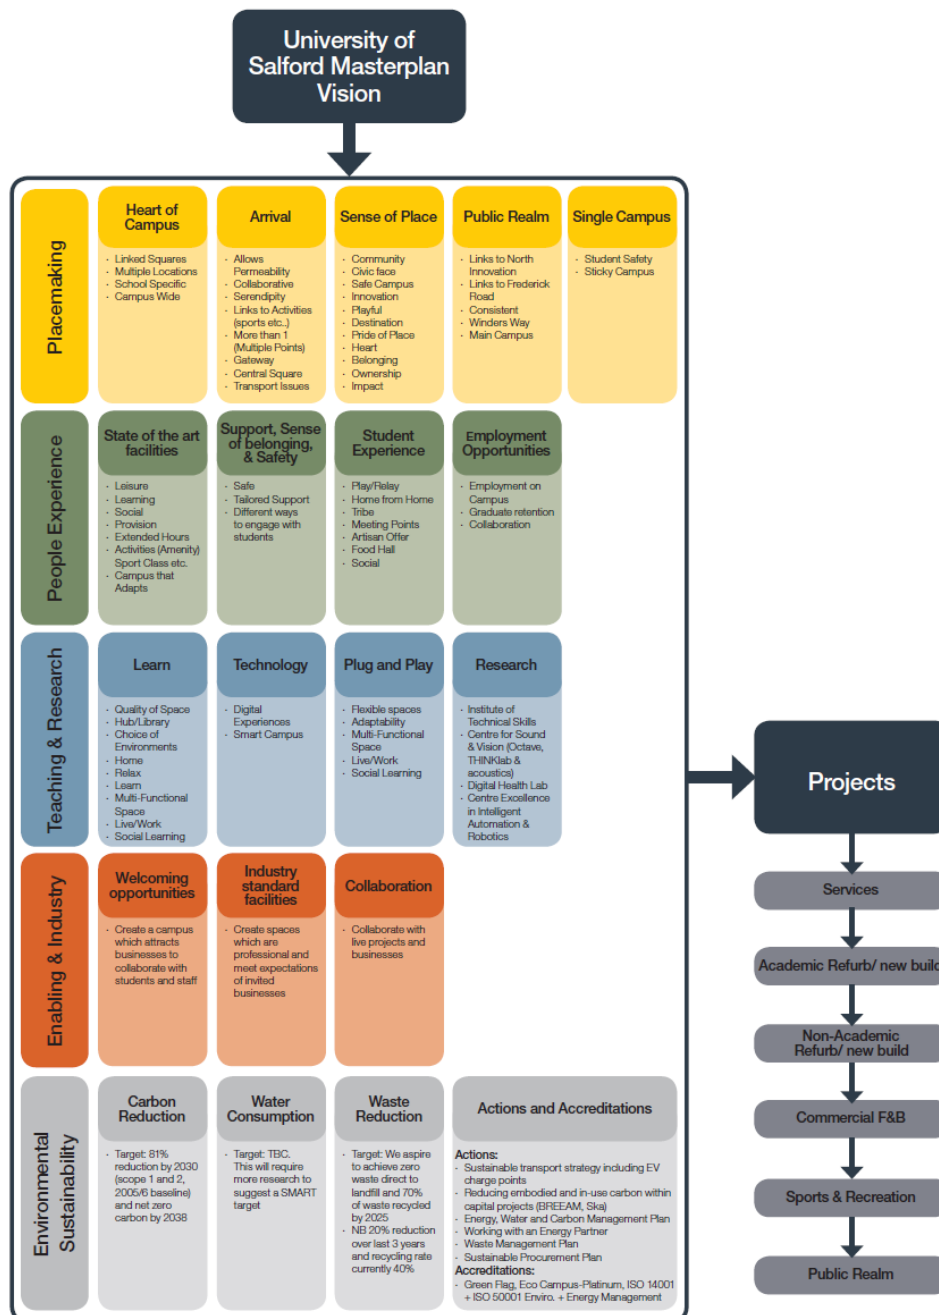 University of
Salford Masterplan
Vision
Placemaking
Heart of
Campus
· Linked Squares
· Multiple Locations
· School Specific
· Campus Wide
Arrival
· Allows
Permeability
· Collaborative
· Serendipity
· Links to Activities
(sports etc..)
· More than 1
(Multiple Points)
· Gateway
· Central Square
· Transport Issues
Sense of Place
· Community
· Civic face
· Safe Campus
· Innovation
· Playful
· Destination
· Pride of Place
· Heart
· Belonging
· Ownership
· Impact
Public Realm
· Links to North
Innovation
· Links to Frederick
Road
· Consistent
· Winders Way
· Main Campus
Single Campus
· Student Safety
· Sticky Campus
People Experience
State of the art
facilities
· Leisure
· Learning
· Social
· Provision
· Extended Hours
· Activities (Amenity)
Sport Class etc.
· Campus that
Adapts
Support, Sense
of belonging,
& Safety
· Safe
· Tailored Support
· Different ways
to engage with
students
Student
Experience
· Play/Relay
· Home from Home
· Tribe
· Meeting Points
· Artisan Offer
· Food Hall
· Social
Employment
Opportunities
· Employment on
Campus
· Graduate retention
· Collaboration
Teaching & Research
Learn
· Quality of Space
· Hub/Library
· Choice of
Environments
· Home
· Relax
· Learn
· Multi-Functional
Space
· Live/Work
· Social Learning
Technology
· Digital
Experiences
· Smart Campus
Plug and Play
· Flexible spaces
· Adaptability
· Multi-Functional
Space
· Live/Work
· Social Learning
Research
· Institute of
Technical Skills
· Centre for Sound
& Vision (Octave,
THINKlab &
acoustics)
· Digital Health Lab
· Centre Excellence
in Intelligent
Automation &
Robotics
Enabling & Industry
Welcoming
opportunities
· Create a campus
which attracts
businesses to
collaborate with
students and staff
Industry
standard
facilities
· Create spaces
which are
professional and
meet expectations
of invited
businesses
Collaboration
· Collaborate with
live projects and
businesses
Environmental
Sustainability
Carbon
Reduction
· Target: 81%
reduction by 2030
(scope 1 and 2,
2005/6 baseline)
and net zero
carbon by 2038
Water
Consumption
· Target: TBC.
This will require
more research to
suggest a SMART
target
Waste
Reduction
· Target: We aspire
to achieve zero
waste direct to
landfill and 70%
of waste recycled
by 2025
· NB 20% reduction
over last 3 years
and recycling rate
currently 40%
Actions and Accreditations
Actions:
· Sustainable transport strategy including EV
charge points
· Reducing embodied and in-use carbon within
capital projects (BREEAM, Ska)
· Energy, Water and Carbon Management Plan
· Working with an Energy Partner
· Waste Management Plan
· Sustainable Procurement Plan
Accreditations:
· Green Flag, Eco Campus-Platinum, ISO 14001
+ ISO 50001 Enviro. + Energy Management
Projects
Services
Academic Refurb/ new build
Non-Academic
Refurb/ new build
Commercial F&B
Sports & Recreation
Public Realm